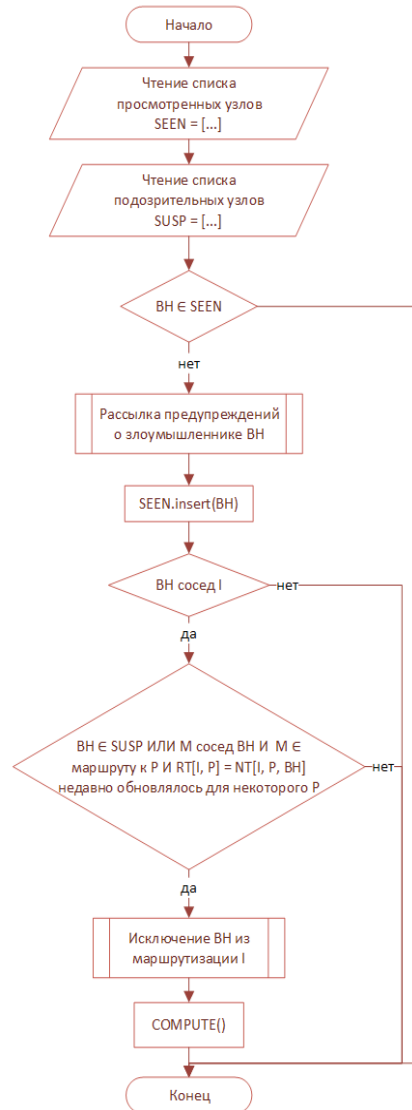 Начало
Чтение списка
просмотренных узлов
SEEN = [...]
Чтение списка
подозрительных узлов
SUSP = [...]
BH ∈ SEEN
нет
Рассылка предупреждений
о злоумышленнике BH
SEEN.insert(BH)
BH сосед I
нет
да
BH ∈ SUSP ИЛИ M сосед BH И M ∈
маршруту к P И RT[I, P] = NT[I, P, BH]
недавно обновлялось для некоторого P
нет
да
Исключение BH из
маршрутизации I
COMPUTE()
Конец